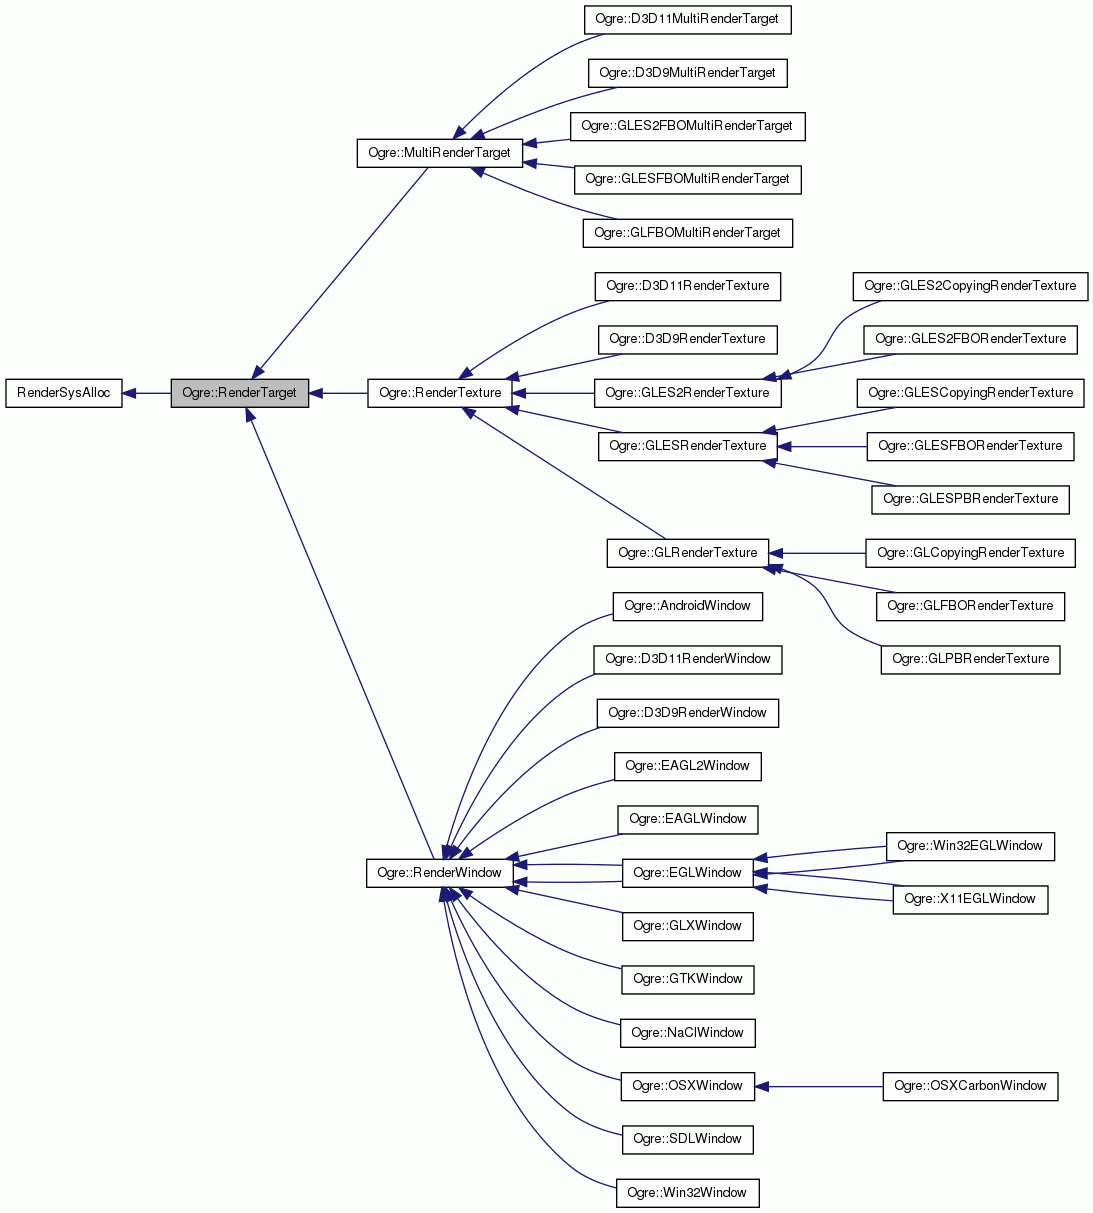 Ogre::D3D11MultiRenderTarget
Ogre::D3D9MultiRenderTarget
Ogre::GLES2FBOMultiRenderTarget
Ogre::MultiRenderTarget
Ogre::GLESFBOMultiRenderTarget
Ogre::GLFBOMultiRenderTarget
Ogre::D3D11RenderTexture
Ogre::GLES2CopyingRenderTexture
Ogre::D3D9RenderTexture
Ogre::GLES2FBORenderTexture
RenderSysAlloc
Ogre::RenderTarget
Ogre::RenderTexture
Ogre::GLES2RenderTexture
Ogre::GLESCopyingRenderTexture
Ogre::GLESRenderTexture
Ogre::GLESFBORenderTexture
Ogre::GLESPBRenderTexture
Ogre::GLRenderTexture
Ogre::GLCopyingRenderTexture
Ogre::AndroidWindow
Ogre::GLFBORenderTexture
Ogre::D3D11RenderWindow
Ogre::GLPBRenderTexture
Ogre::D3D9RenderWindow
Ogre::EAGL2Window
Ogre::EAGLWindow
Ogre::Win32EGLWindow
Ogre::RenderWindow
Ogre::EGLWindow
Ogre::X11EGLWindow
Ogre::GLXWindow
Ogre::GTKWindow
Ogre::NaClWindow
Ogre::OSXWindow
Ogre::OSXCarbonWindow
Ogre::SDLWindow
Ogre::Win32Window